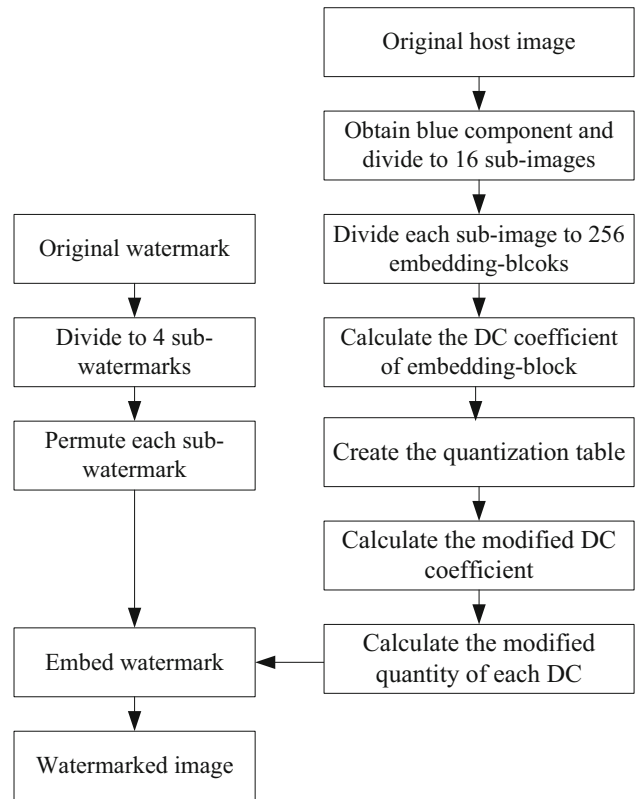 Original host image
Obtain blue component and
divide to 16 sub-images
Divide each sub-image to 256
embedding-blcoks
Calculate the DC coefficient
of embedding-block
Create the quantization table
Calculate the modified DC
coefficient
Calculate the modified
quantity of each DC
Original watermark
Divide to 4 sub-
watermarks
Permute each sub-
watermark
Embed watermark
Watermarked image